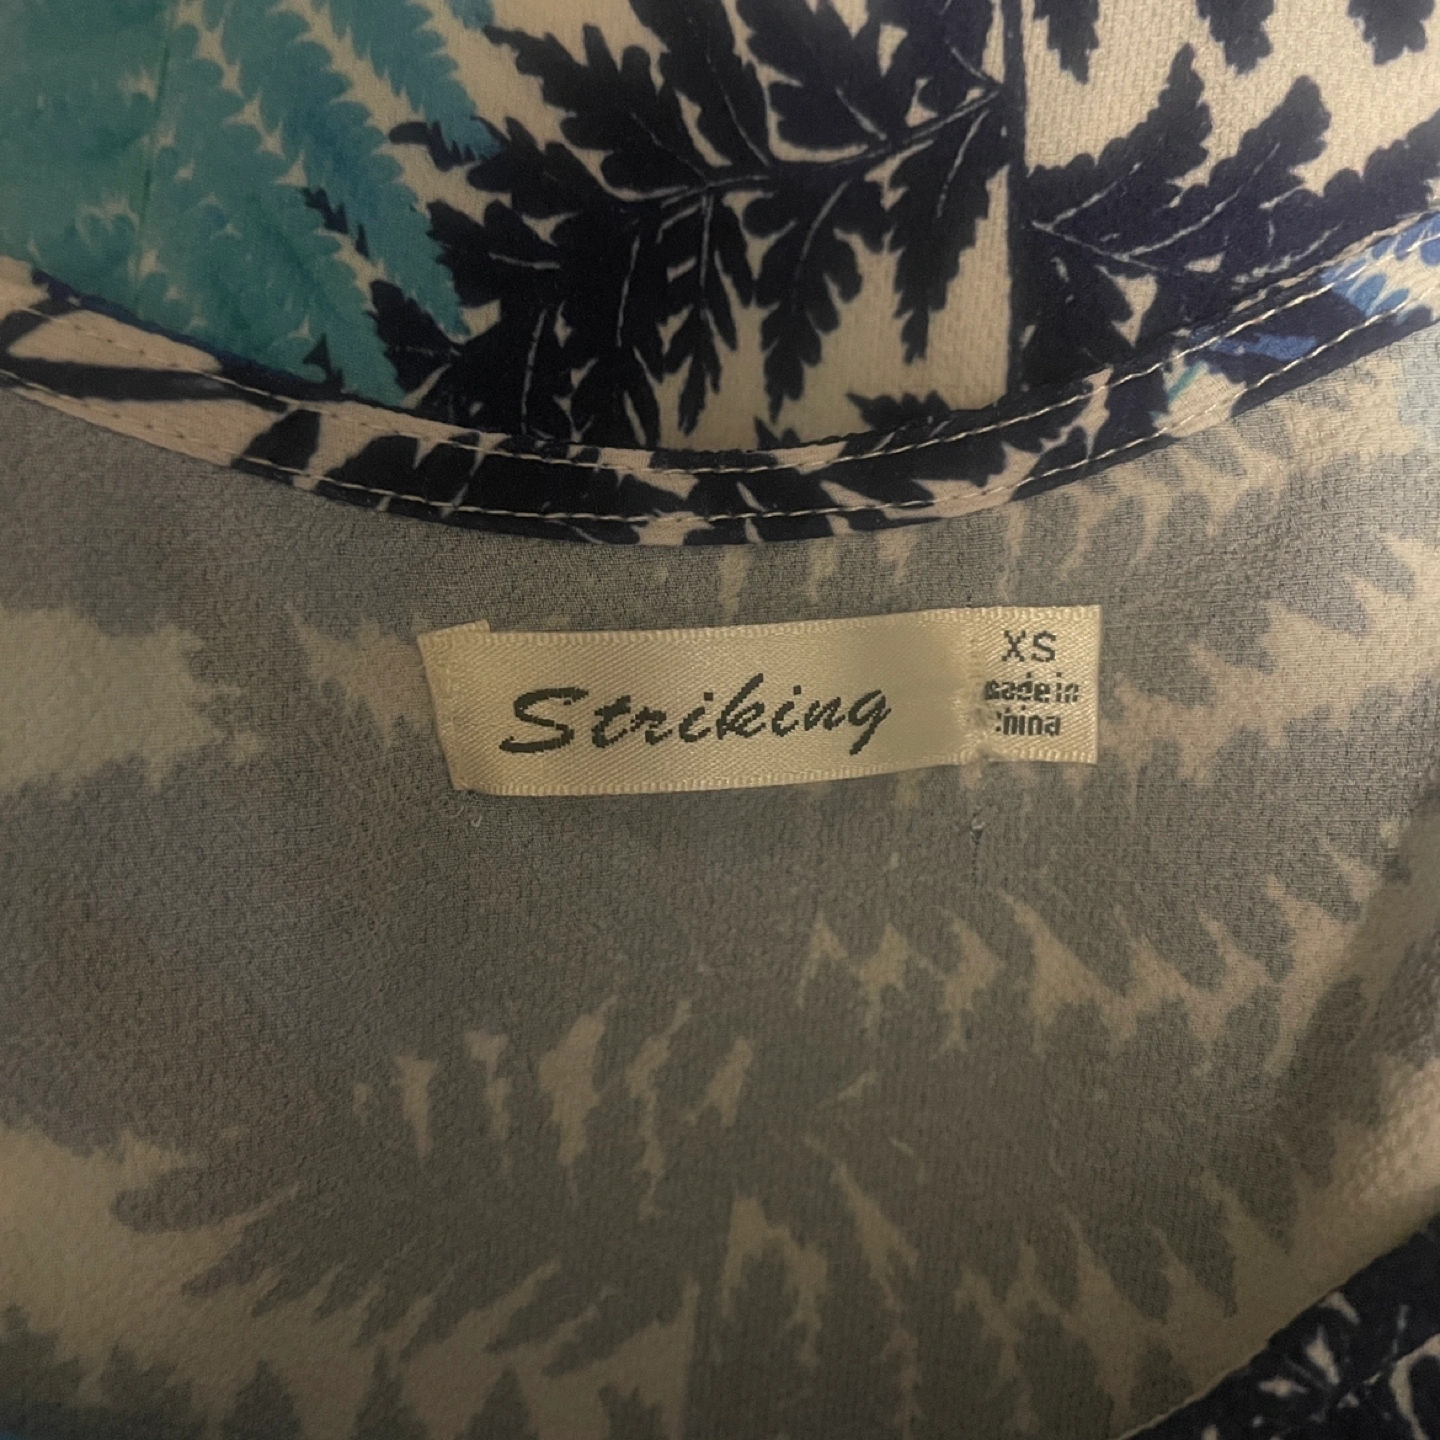 Striking
XS
made in
china